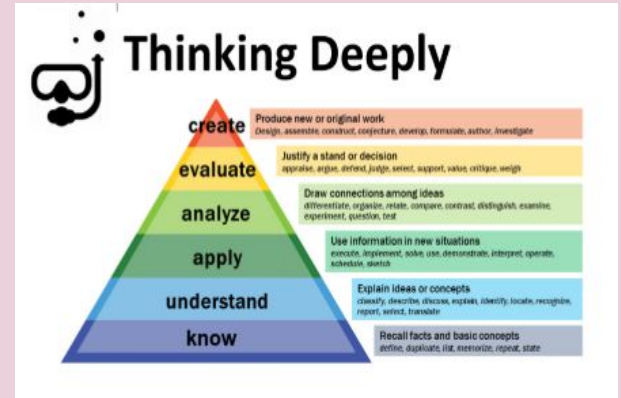 Thinking Deeply
create
Produce new or original work
Design, assemble, construct, conjecture, develop, formulate, author, investigate
evaluate
Justify a stand or decision
appraise, argue, defend, judge, select, support, value, critique, weigh
analyze
Draw connections among ideas
differentiate, organize, relate, compare, contrast, distinguish, examine,
experiment, question, test
apply
Use information in new situations
execute, implement, solve, use, demonstrate, interpret, operate,
schedule, sketch
understand
Explain ideas or concepts
classify, describe, discuss, explain, identify, locate, recognize,
report, select, translate
know
Recall facts and basic concepts
define, duplicate, list, memorize, repeat, state